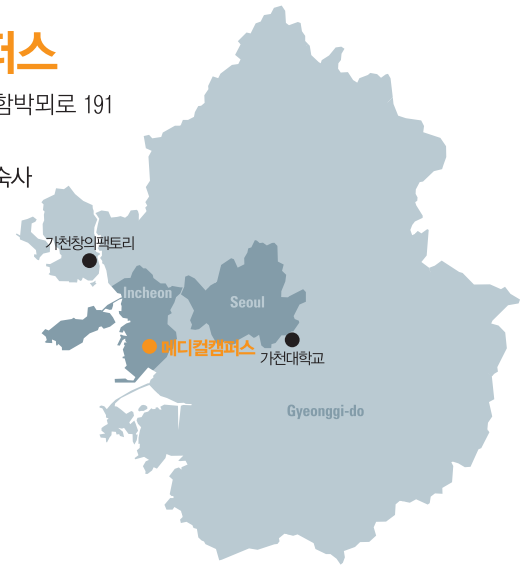 퍼스
함박뫼로 191
숙사
가천창의팩토리
Incheon
Seoul
메디컬캠퍼스
가천대학교
Gyeonggi-do